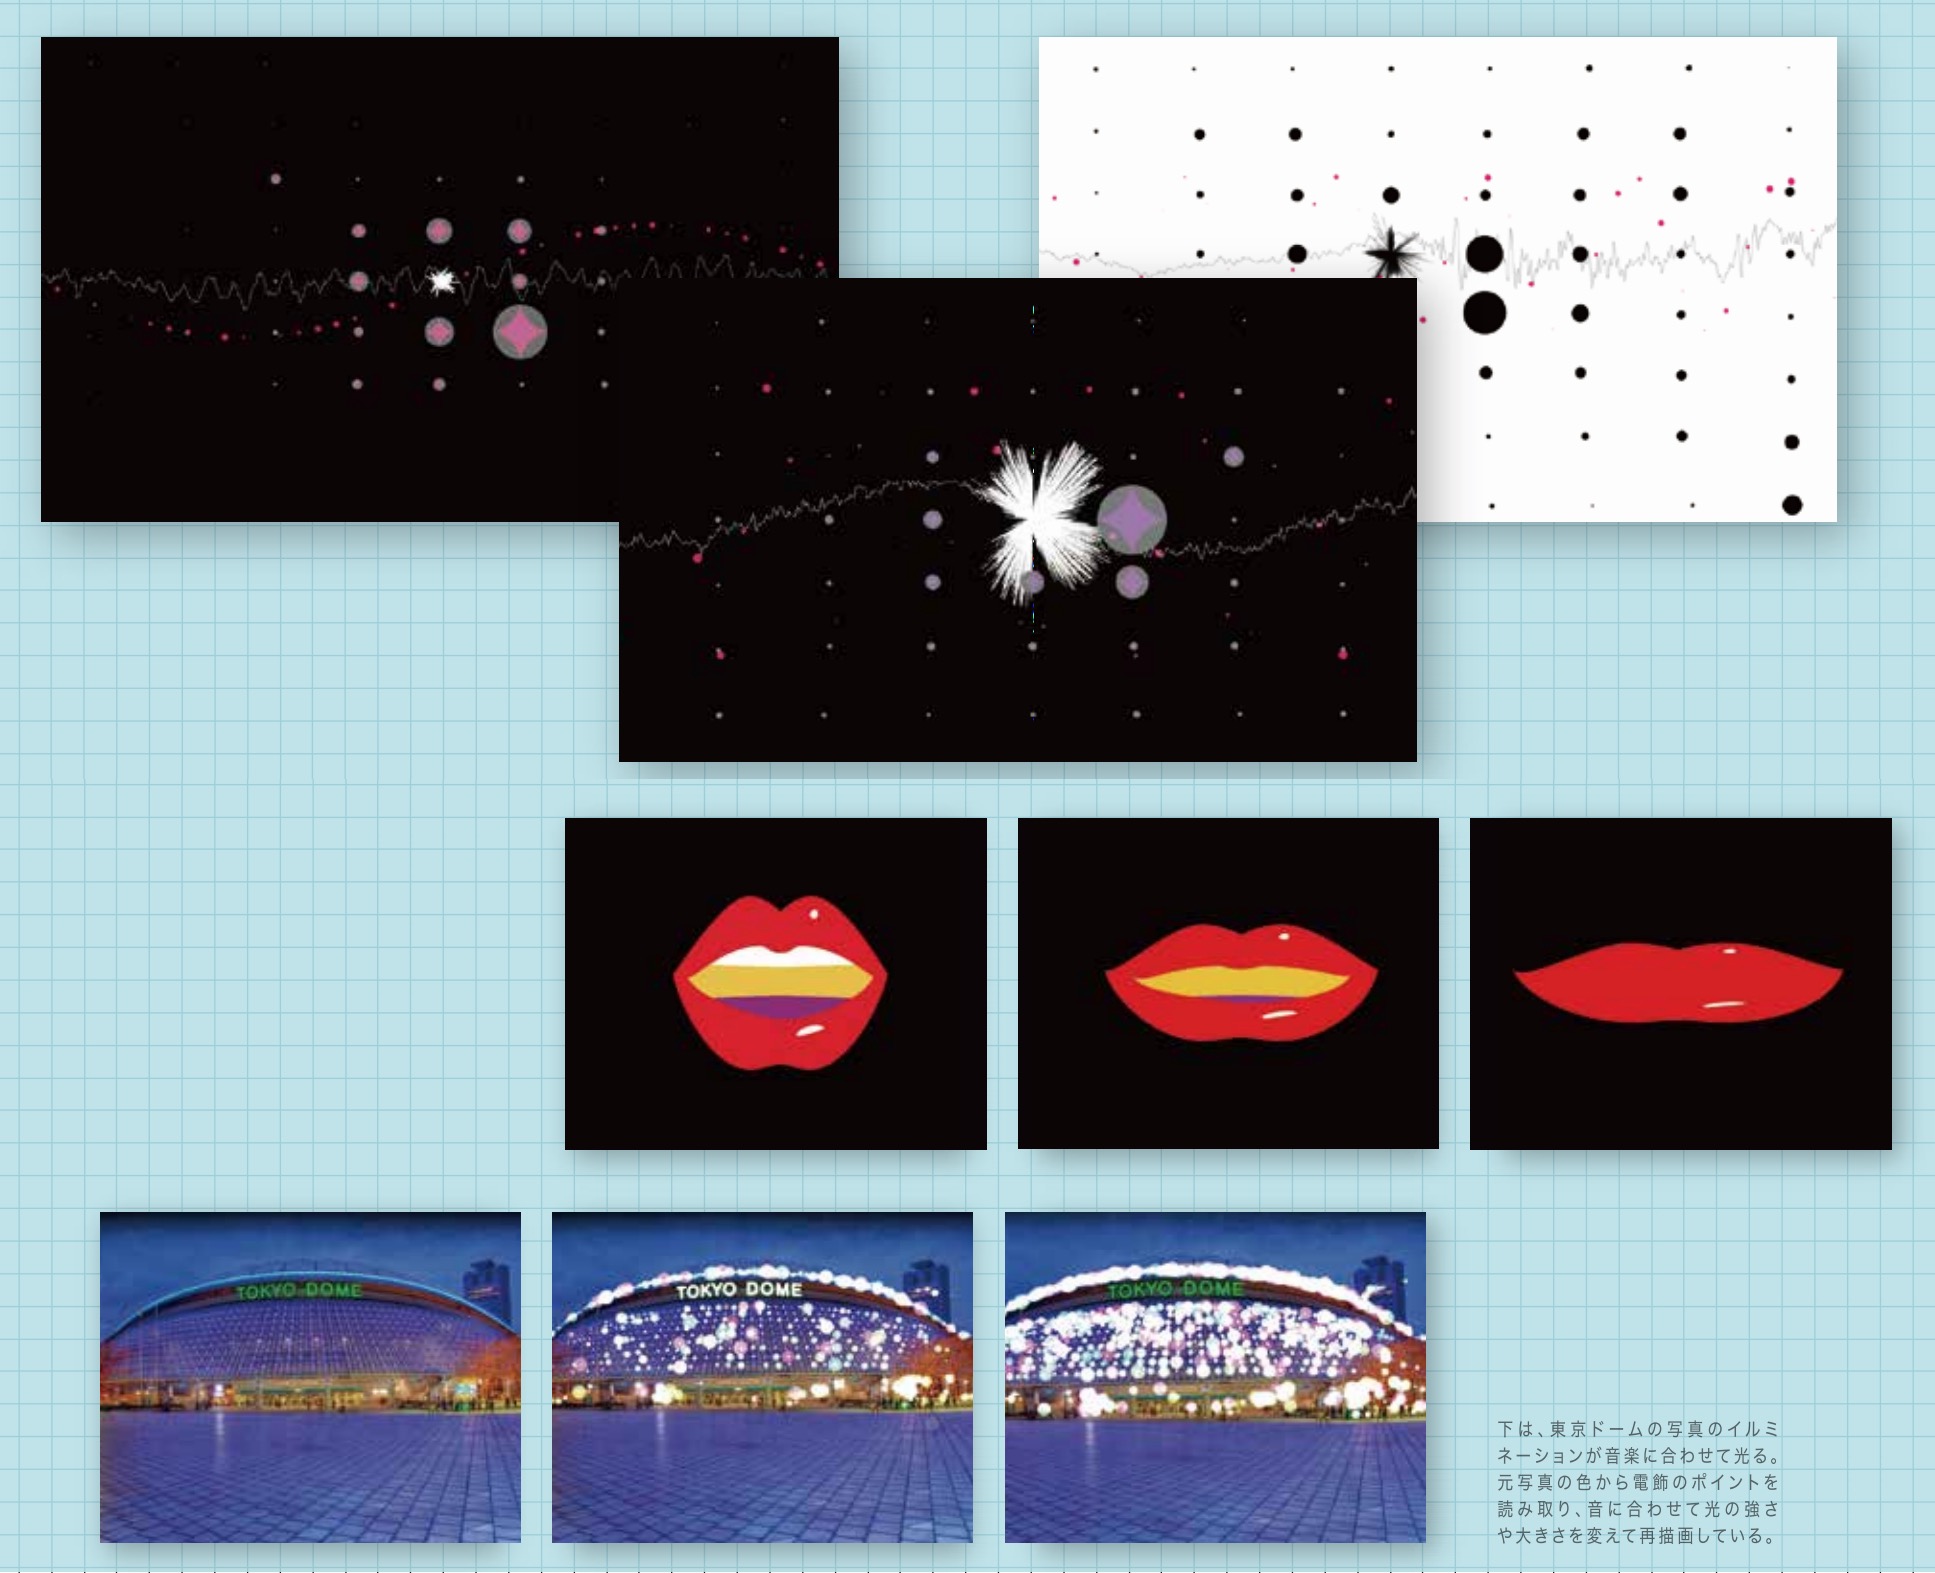 TOKYO DOME
TOKYO DOME
TOKYO DOME
下は、東京ドームの写真のイルミ
ネーションが音楽に合わせて光る。
元写真の色から電飾のポイントを
読み取り、音に合わせて光の強さ
や大きさを変えて再描画している。